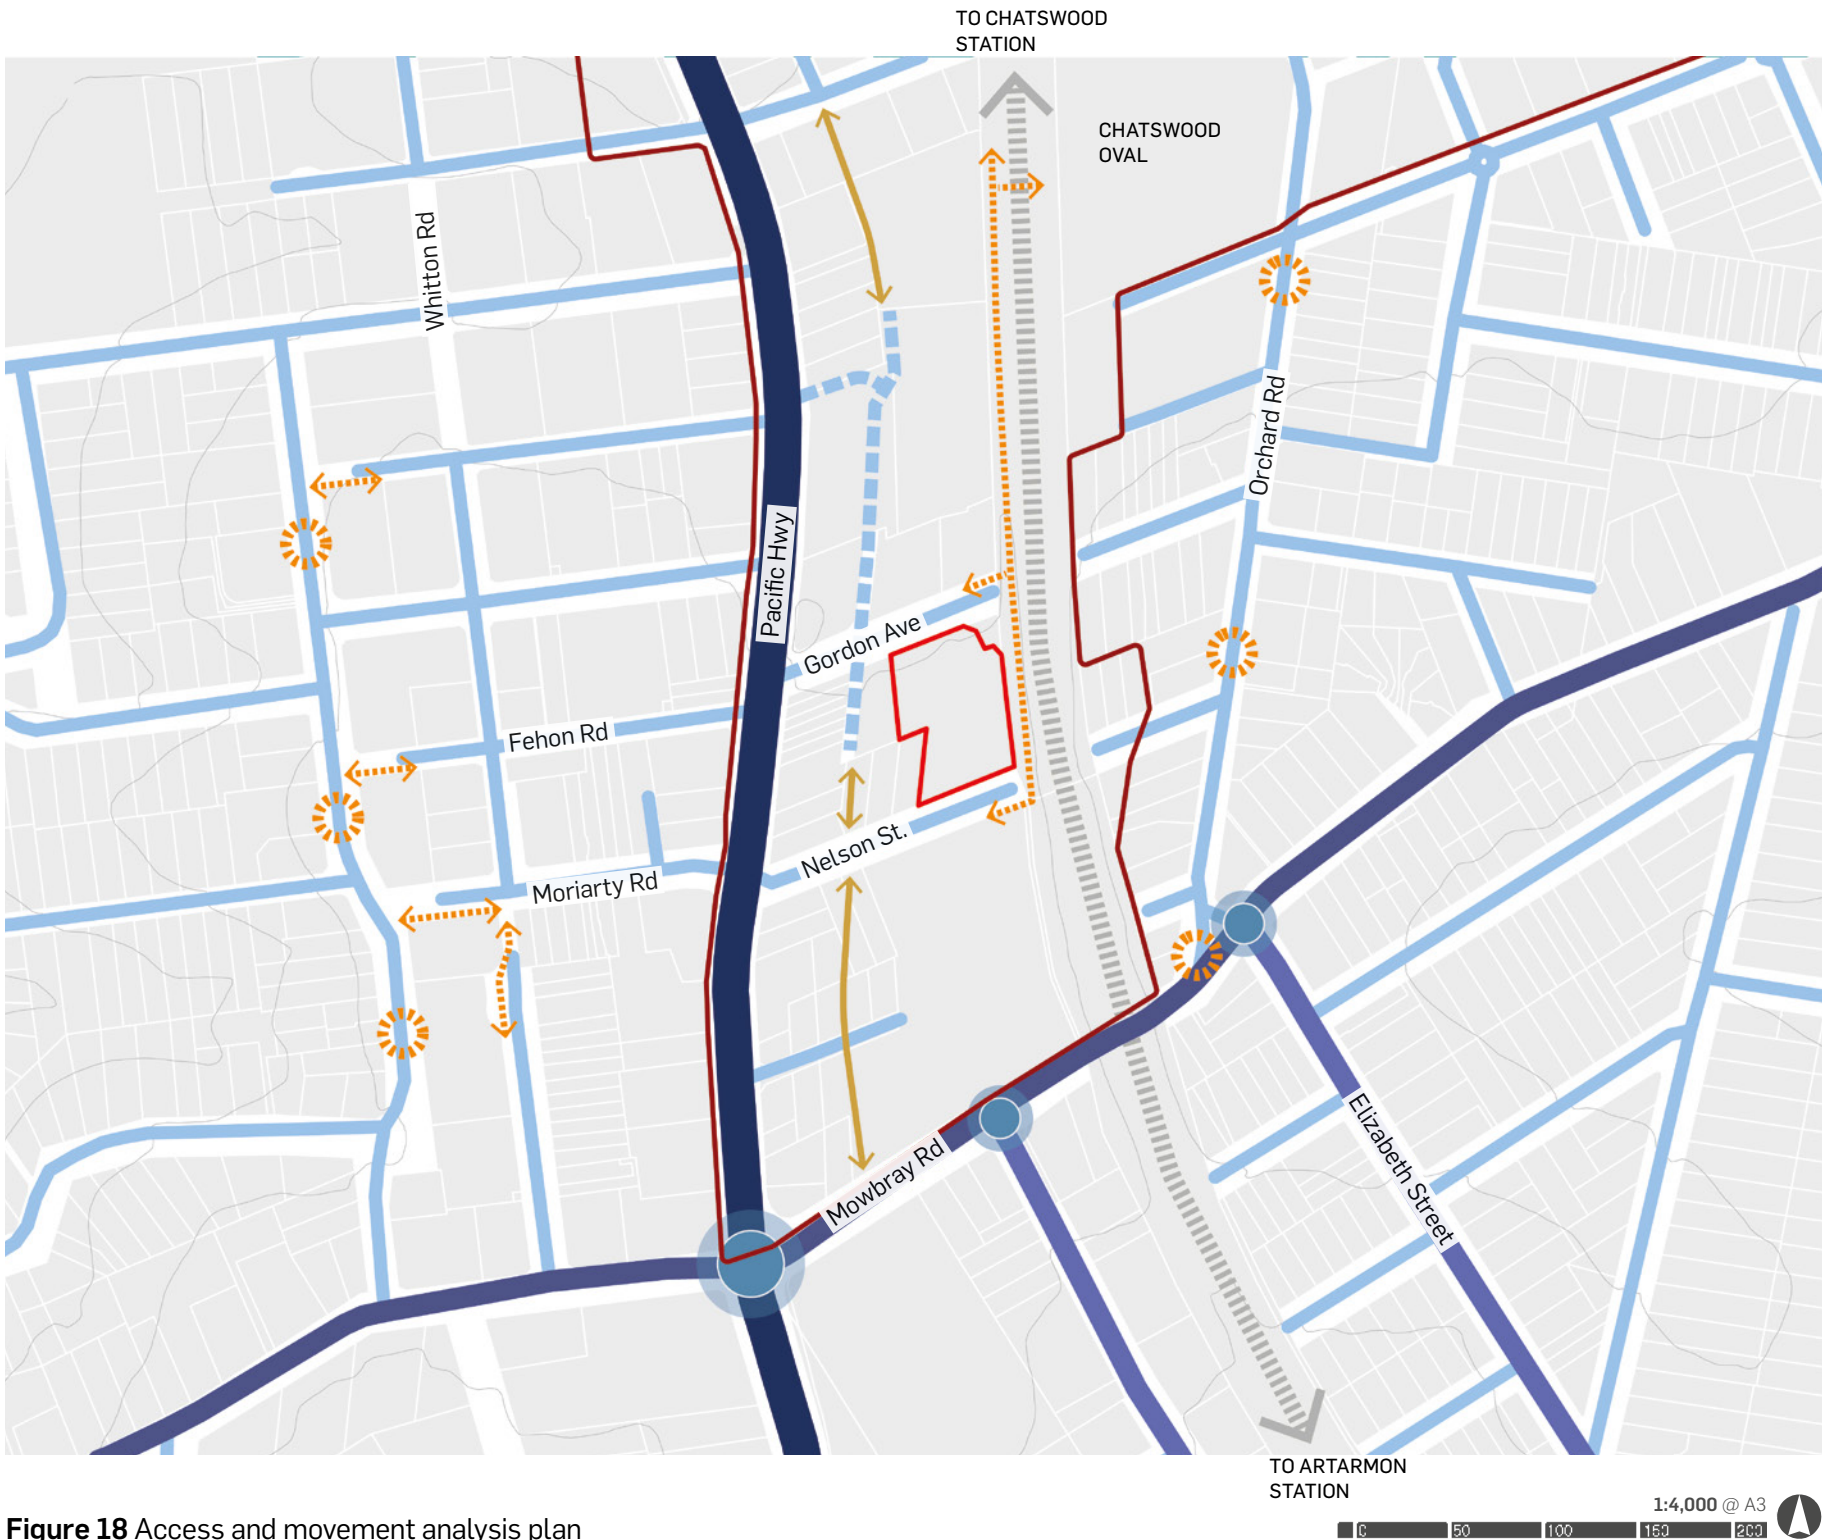 TO CHATSWOOD
STATION
CHATSWOOD
OVAL
Whitton Rd
Orchard Rd
Pacific Hwy
Gordon Ave
Fehon Rd
Nelson St.
Moriarty Rd
Mowbray Rd
Elizabeth Street
TO ARTARMON
STATION
1:4,000 @ A3
0 50 100 150 200
Figure 18 Access and movement analysis plan